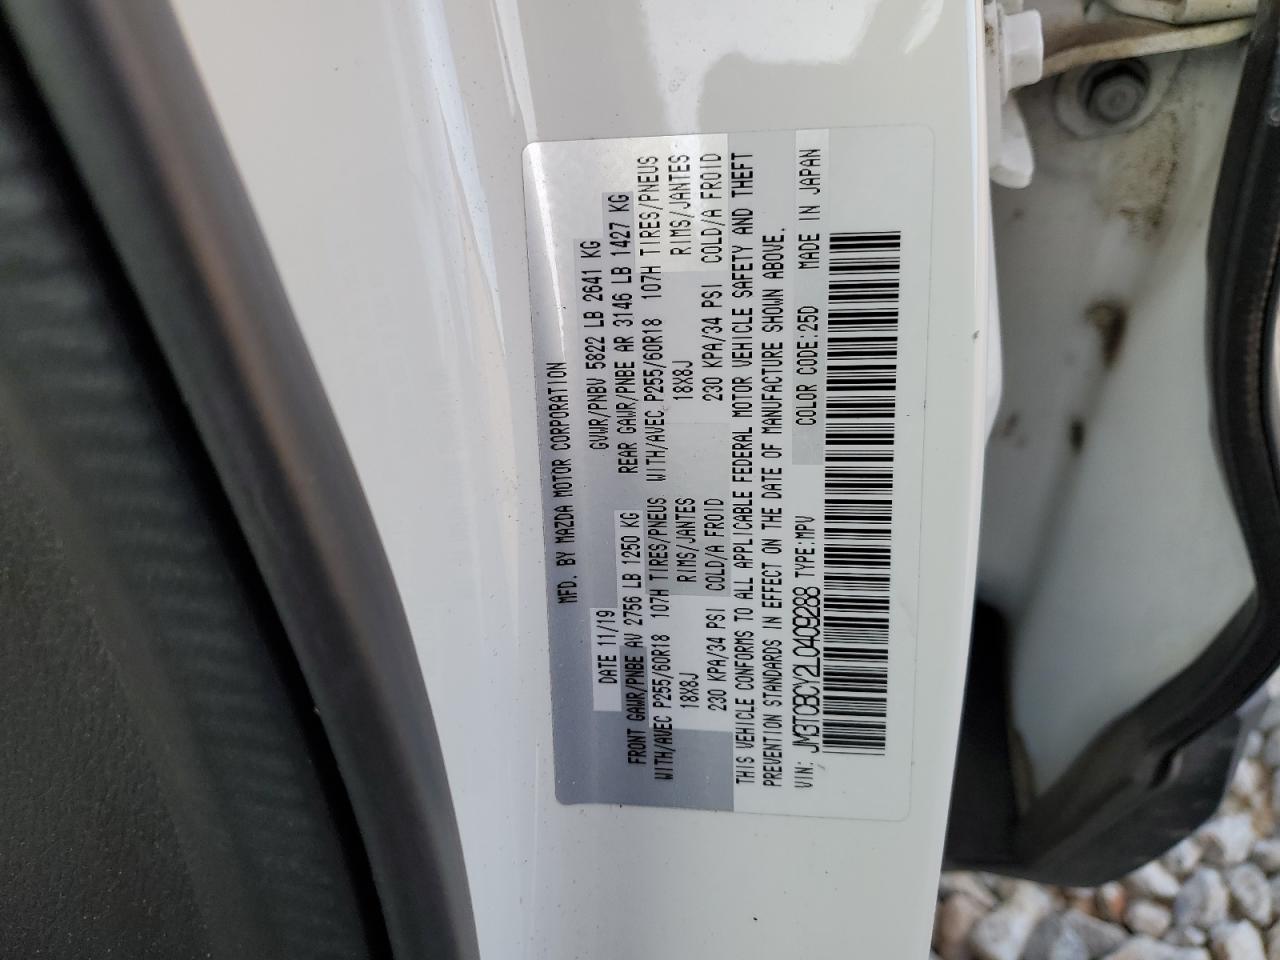 MFD. BY MAZDA MOTOR CORPORATION
DATE 11/19 GVWR/PNBV 5822 LB 2641 KG
FRONT GAWR/PNBE AV 2756 LB 1250 KG REAR GAWR/PNBE AR 3146 LB 1427 KG
WITH/AVEC P255/60R18 107H TIRES/PNEUS WITH/AVEC P255/60R18 107H TIRES/PNEUS
18X8J RIMS/JANTES 18X8J RIMS/JANTES
230 KPA/34 PSI COLD/A FROID 230 KPA/34 PSI COLD/A FROID
THIS VEHICLE CONFORMS TO ALL APPLICABLE FEDERAL MOTOR VEHICLE SAFETY AND THEFT
PREVENTION STANDARDS IN EFFECT ON THE DATE OF MANUFACTURE SHOWN ABOVE.
VIN: JM3TCBCY2L0409288 TYPE:MPV COLOR CODE:25D MADE IN JAPAN